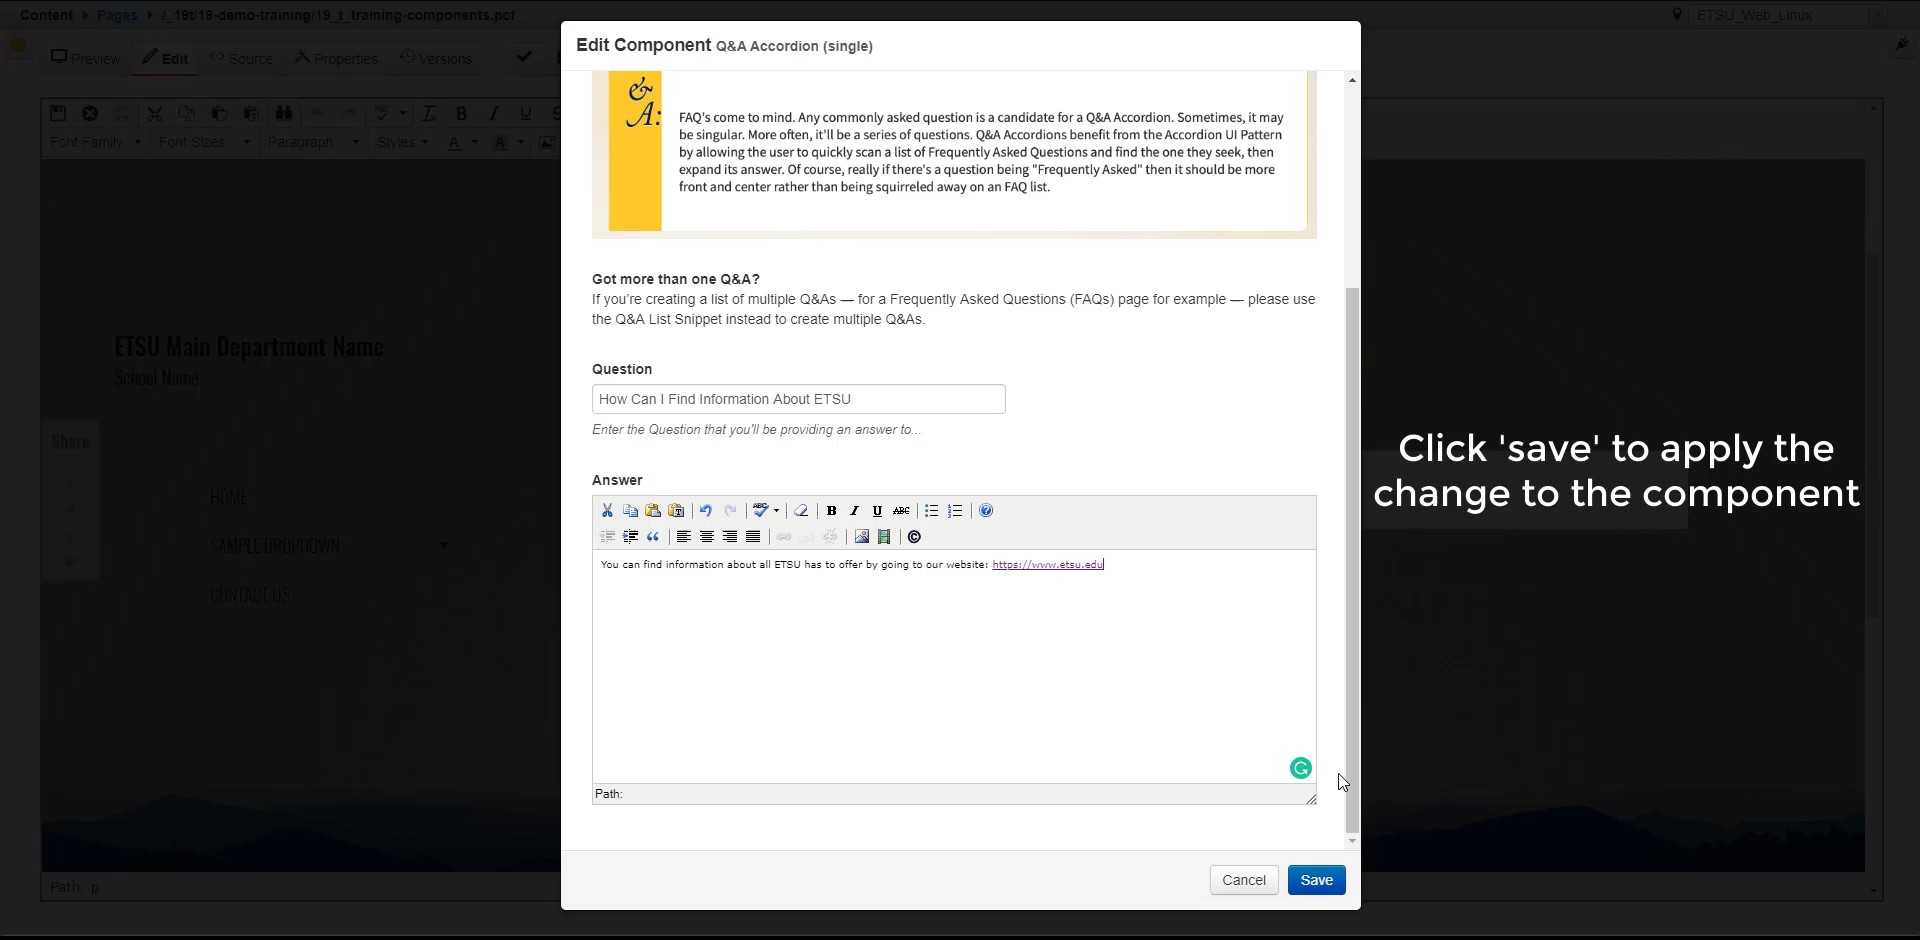 Content Pages /_19t/19-demo-training/19_t_training-components.pcf
ETSU_Web_Linux
Preview Edit Source Properties Versions
Font Family Font Sizes Paragraph Styles
ETSU Main Department Name
School Name
Share
HOME
SAMPLE DROPDOWN
CONTACT US
Path: p
Edit Component Q&A Accordion (single)
&
A:
FAQ's come to mind. Any commonly asked question is a candidate for a Q&A Accordion. Sometimes, it may
be singular. More often, it'll be a series of questions. Q&A Accordions benefit from the Accordion UI Pattern
by allowing the user to quickly scan a list of Frequently Asked Questions and find the one they seek, then
expand its answer. Of course, really if there's a question being "Frequently Asked" then it should be more
front and center rather than being squirreled away on an FAQ list.
Got more than one Q&A?
If you're creating a list of multiple Q&As — for a Frequently Asked Questions (FAQs) page for example — please use
the Q&A List Snippet instead to create multiple Q&As.
Question
How Can I Find Information About ETSU
Enter the Question that you'll be providing an answer to...
Answer
You can find information about all ETSU has to offer by going to our website: https://www.etsu.edu
Path:
Cancel Save
Click 'save' to apply the
change to the component